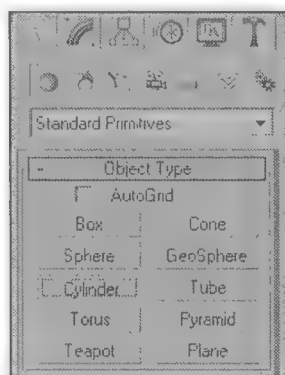 Standard Primitives
- Object Type
AutoGrid
Box Cone
Sphere GeoSphere
Cylinder Tube
Torus Pyramid
Teapot Plane